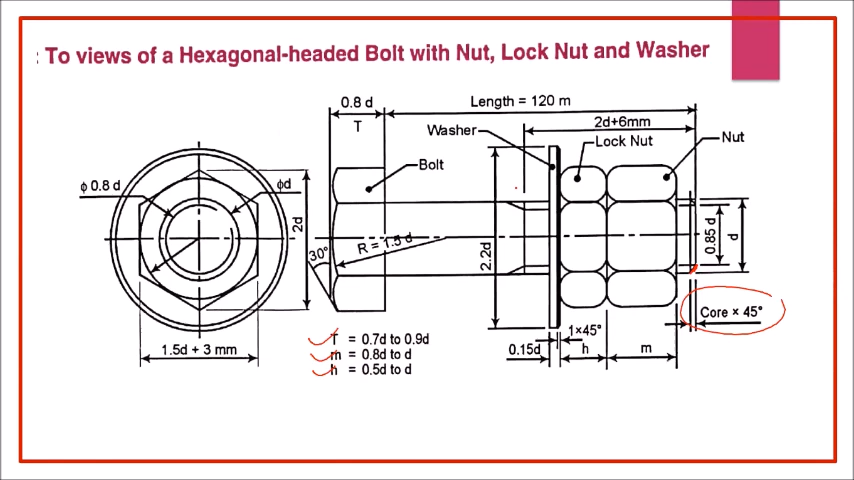 : To views of a Hexagonal-headed Bolt with Nut, Lock Nut and Washer
0.8 d
T
Length = 120 m
2d+6mm
Washer
Lock Nut
Nut
Bolt
ϕ 0.8 d
ϕd
2d
30°
R = 1.5 d
2.2d
0.85 d
d
Core × 45°
1×45°
0.15d
h
m
1.5d + 3 mm
T = 0.7d to 0.9d
m = 0.8d to d
h = 0.5d to d